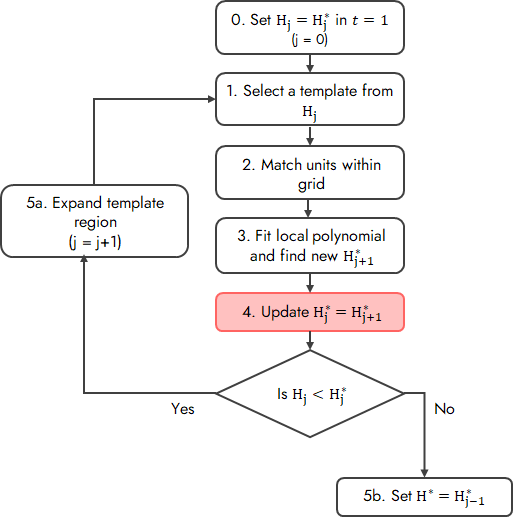 0. Set H_j = H_j^* in t = 1
(j = 0)
1. Select a template from
H_j
2. Match units within
grid
5a. Expand template
region
(j = j+1)
3. Fit local polynomial
and find new H_{j+1}^*
4. Update H_j^* = H_{j+1}^*
Is H_j < H_j^*
Yes
No
5b. Set H^* = H_{j−1}^*